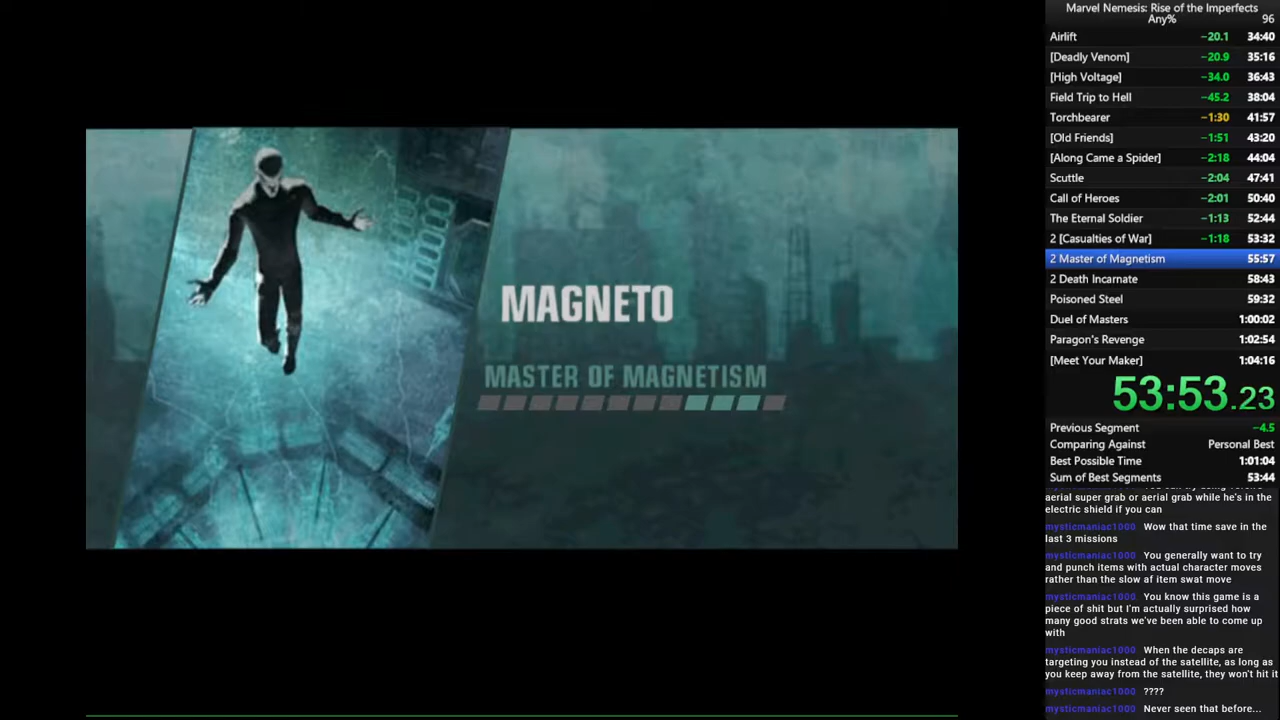 Marvel Nemesis: Rise of the Imperfects
Any% 96
Airlift -20.1 34:40
[Deadly Venom] -20.9 35:16
[High Voltage] -34.0 36:43
Field Trip to Hell -45.2 38:04
Torchbearer -1:30 41:57
[Old Friends] -1:51 43:20
[Along Came a Spider] -2:18 44:04
Scuttle -2:04 47:41
Call of Heroes -2:01 50:40
The Eternal Soldier -1:13 52:44
2 [Casualties of War] -1:18 53:32
2 Master of Magnetism 55:57
2 Death Incarnate 58:43
Poisoned Steel 59:32
Duel of Masters 1:00:02
Paragon's Revenge 1:02:54
[Meet Your Maker] 1:04:16
53:53.23
Previous Segment -4.5
Comparing Against Personal Best
Best Possible Time 1:01:04
Sum of Best Segments 53:44
aerial super grab or aerial grab while he's in the
electric shield if you can
mysticmaniac1000 Wow that time save in the
last 3 missions
mysticmaniac1000 You generally want to try
and punch items with actual character moves
rather than the slow af item swat move
mysticmaniac1000 You know this game is a
piece of shit but I'm actually surprised how
many good strats we've been able to come up
with
mysticmaniac1000 When the decaps are
targeting you instead of the satellite, as long as
you keep away from the satellite, they won't hit it
mysticmaniac1000 ????
mysticmaniac1000 Never seen that before...
MAGNETO
MASTER OF MAGNETISM